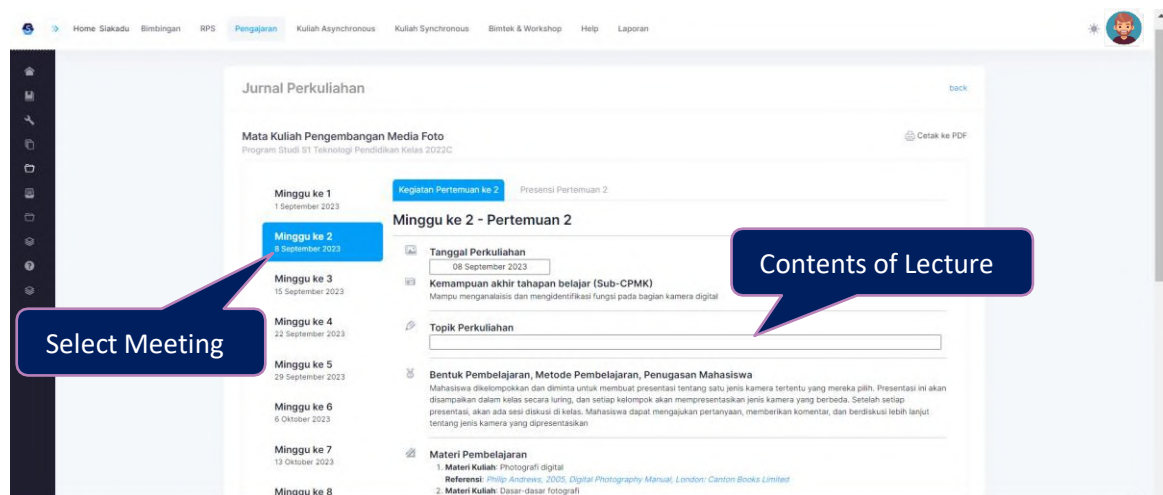 Home Siakadu Bimbingan RPS Pengajaran Kuliah Asynchronous Kuliah Synchronous Bimtek & Workshop Help Laporan
Jurnal Perkuliahan
back
Mata Kuliah Pengembangan Media Foto
Cetak ke PDF
Program Studi S1 Teknologi Pendidikan Kelas 2022C
Minggu ke 1
1 September 2023
Minggu ke 2
8 September 2023
Minggu ke 3
15 September 2023
Minggu ke 4
22 September 2023
Minggu ke 5
29 September 2023
Minggu ke 6
6 Oktober 2023
Minggu ke 7
13 Oktober 2023
Minggu ke 8
Select Meeting
Kegiatan Pertemuan ke 2
Presensi Pertemuan 2
Minggu ke 2 - Pertemuan 2
Tanggal Perkuliahan
08 September 2023
Kemampuan akhir tahapan belajar (Sub-CPMK)
Mampu menganalaisis dan mengidentifikasi fungsi pada bagian kamera digital
Contents of Lecture
Topik Perkuliahan
Bentuk Pembelajaran, Metode Pembelajaran, Penugasan Mahasiswa
Mahasiswa dikelompokkan dan diminta untuk membuat presentasi tentang satu jenis kamera tertentu yang mereka pilih. Presentasi ini akan
disampaikan dalam kelas secara luring, dan setiap kelompok akan mempresentasikan jenis kamera yang berbeda. Setelah setiap
presentasi, akan ada sesi diskusi di kelas. Mahasiswa dapat mengajukan pertanyaan, memberikan komentar, dan berdiskusi lebih lanjut
tentang jenis kamera yang dipresentasikan
Materi Pembelajaran
1. Materi Kuliah: Photografi digital
Referensi: Philip Andrews, 2005, Digital Photography Manual, London: Canton Books Limited
2. Materi Kuliah: Dasar-dasar fotografi